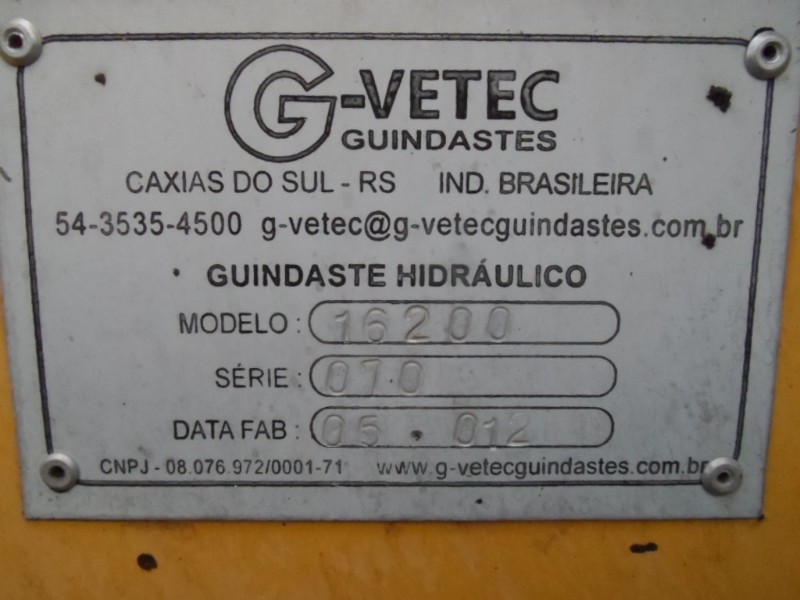 G-VETEC
GUINDASTES
CAXIAS DO SUL - RS IND. BRASILEIRA
54-3535-4500 g-vetec@g-vetecguindastes.com.br
GUINDASTE HIDRÁULICO
MODELO : 16200
SÉRIE : 010
DATA FAB : 05 . 012
CNPJ - 08.076.972/0001-71 www.g-vetecguindastes.com.br